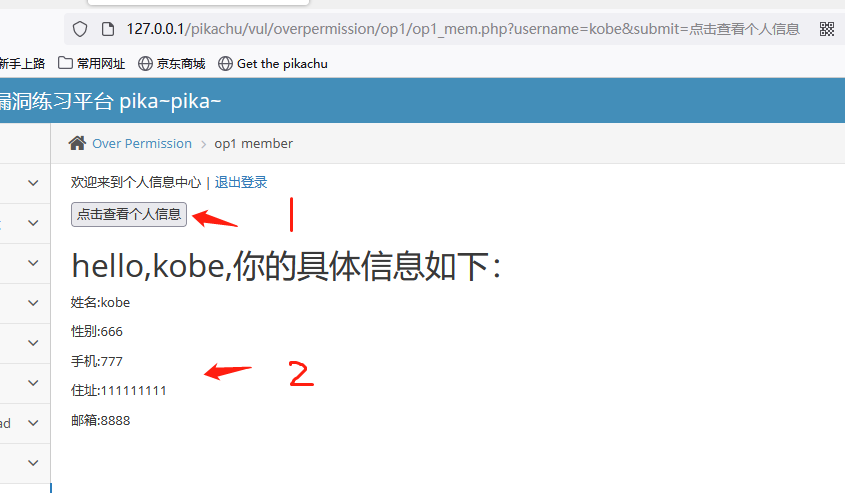 127.0.0.1/pikachu/vul/overpermission/op1/op1_mem.php?username=kobe&submit=点击查看个人信息
新手上路 常用网址 京东商城 Get the pikachu
漏洞练习平台 pika~pika~
Over Permission > op1 member
欢迎来到个人信息中心 | 退出登录
点击查看个人信息
1
hello,kobe,你的具体信息如下：
姓名:kobe
性别:666
手机:777
2
住址:111111111
邮箱:8888
ad